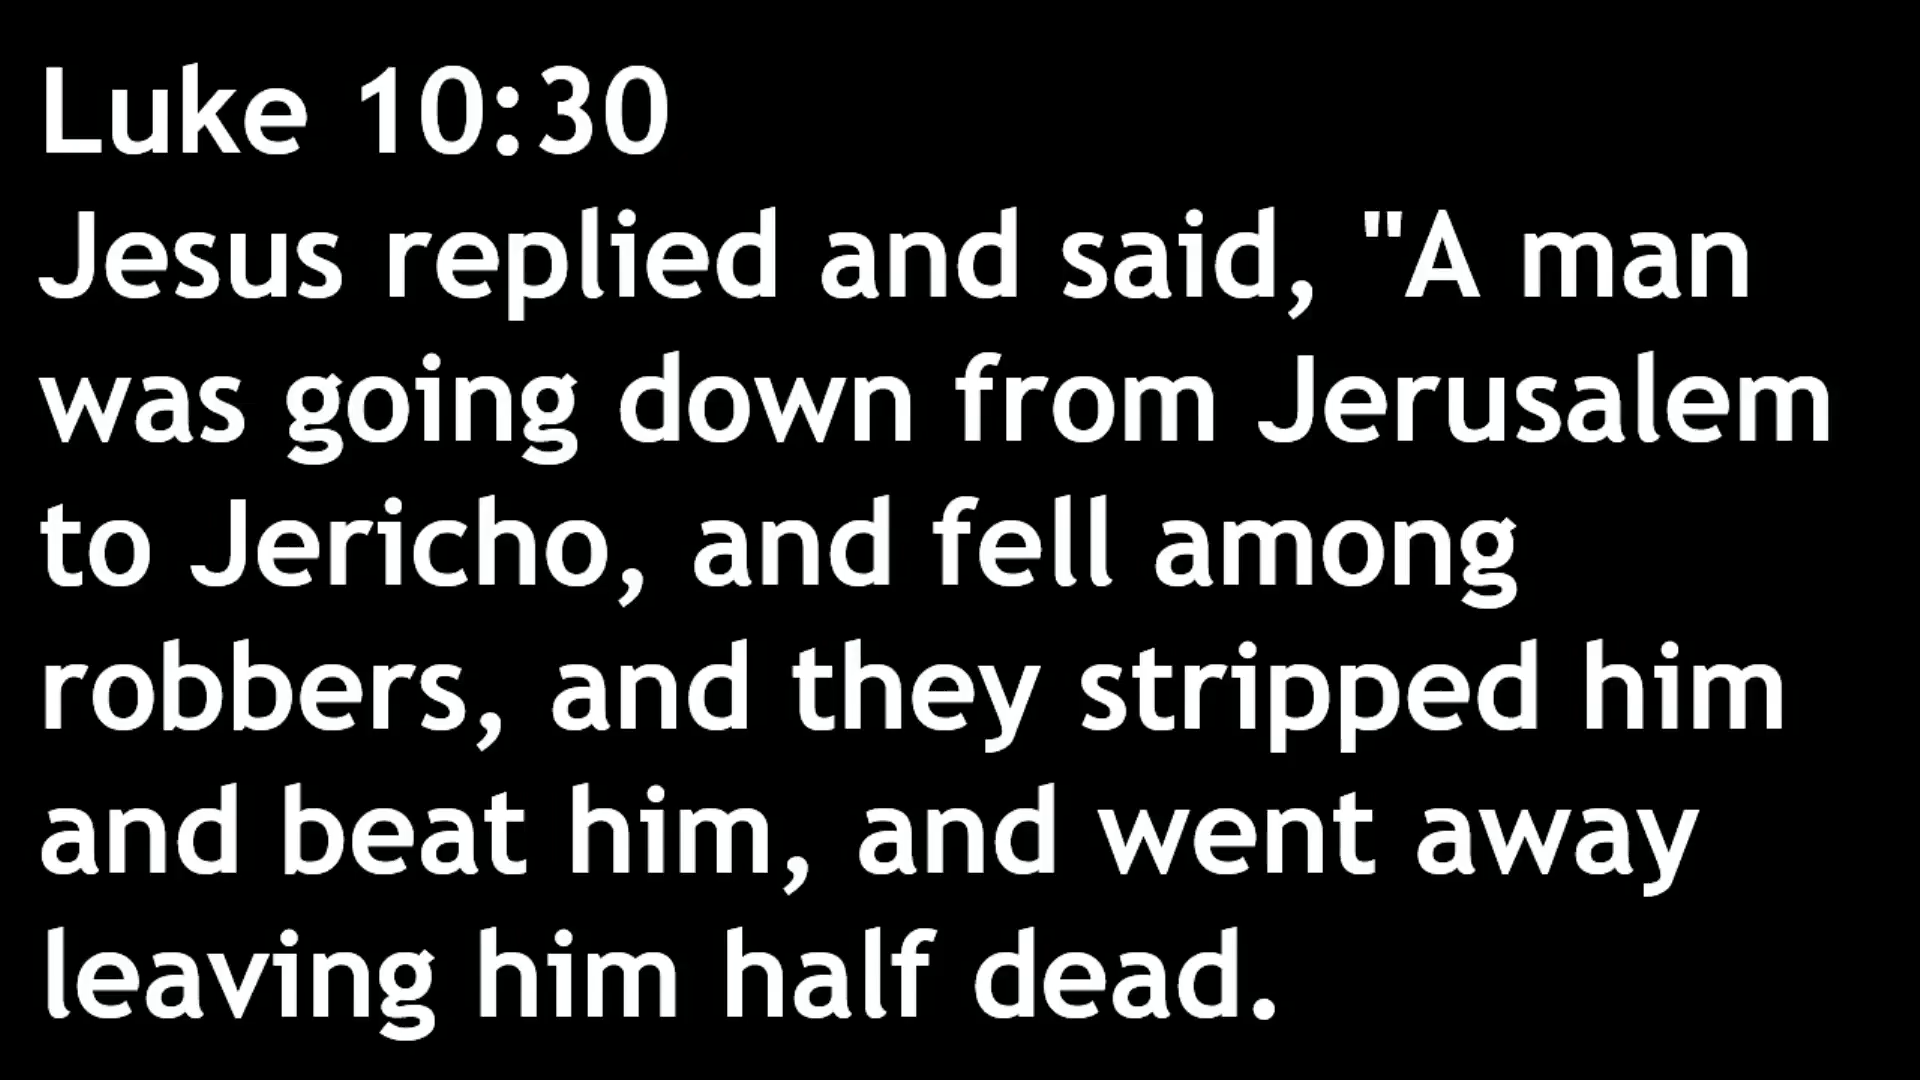 Luke 10:30
Jesus replied and said, "A man
was going down from Jerusalem
to Jericho, and fell among
robbers, and they stripped him
and beat him, and went away
leaving him half dead.